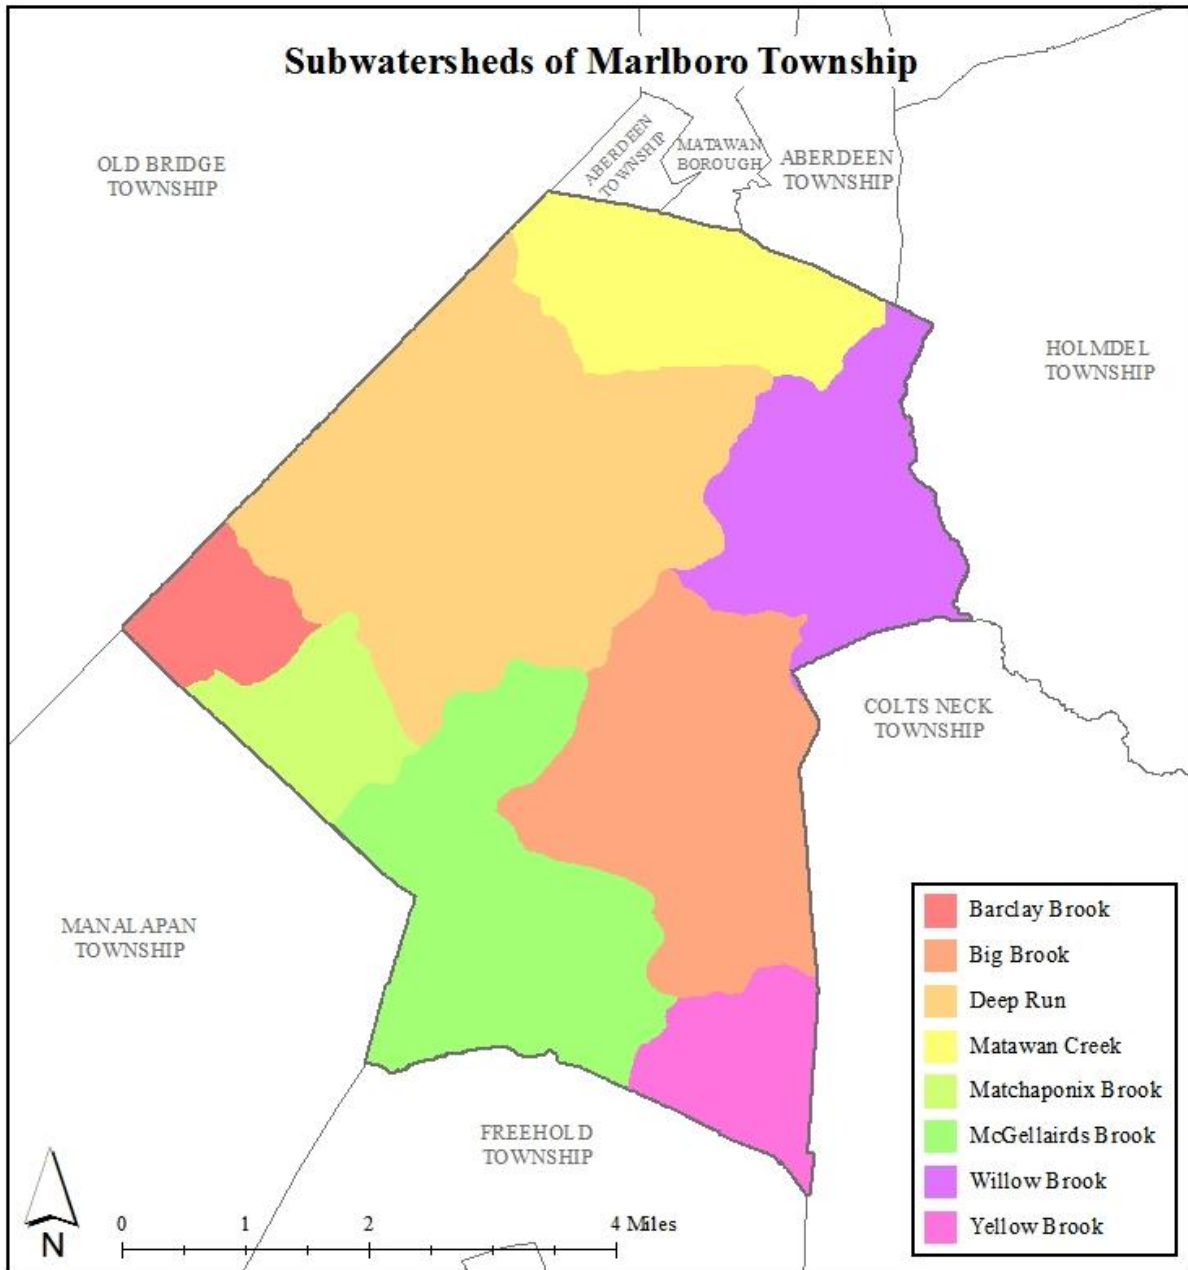 Subwatersheds of Marlboro Township
OLD BRIDGE
TOWNSHIP
ABERDEEN
TOWNSHIP
MATAWAN
BOROUGH
ABERDEEN
TOWNSHIP
HOLMDEL
TOWNSHIP
COLTS NECK
TOWNSHIP
MANALAPAN
TOWNSHIP
FREEHOLD
TOWNSHIP
Barclay Brook
Big Brook
Deep Run
Matawan Creek
Matchaponix Brook
McGellairds Brook
Willow Brook
Yellow Brook
N
0 1 2 4 Miles